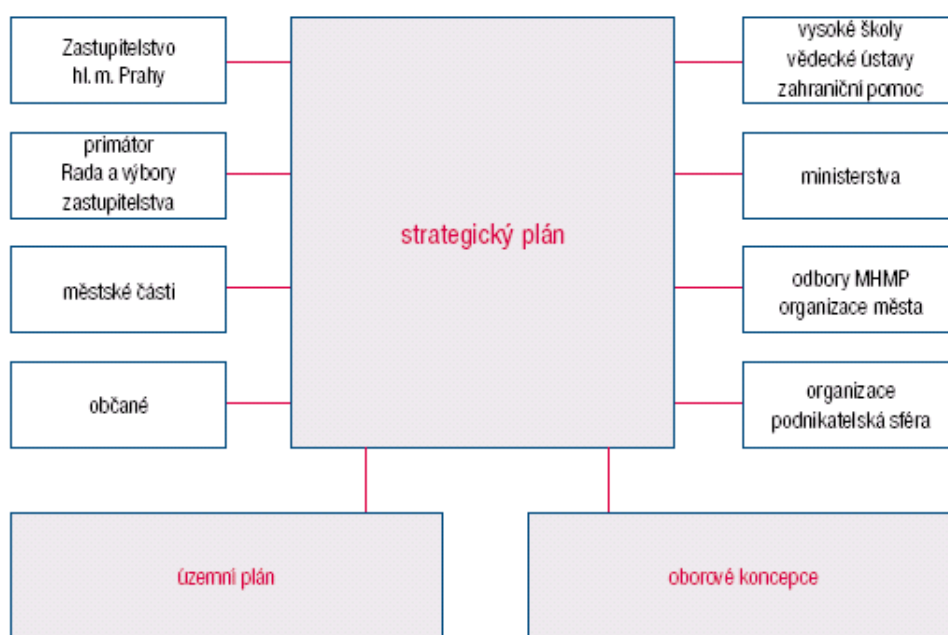 Zastupitelstvo
hl. m. Prahy
primátor
Rada a výbory
zastupitelstva
městské části
občané
strategický plán
vysoké školy
vědecké ústavy
zahraniční pomoc
ministerstva
odbory MHMP
organizace města
organizace
podnikatelská sféra
územní plán
oborové koncepce